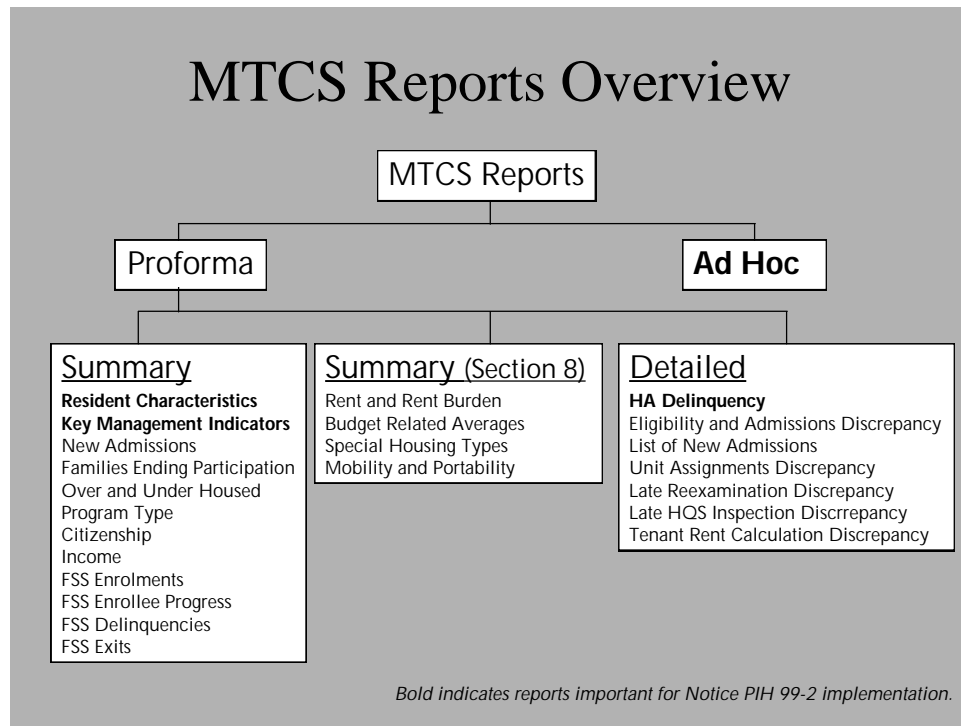 MTCS Reports Overview
MTCS Reports
Proforma
Ad Hoc
Summary
Resident Characteristics
Key Management Indicators
New Admissions
Families Ending Participation
Over and Under Housed
Program Type
Citizenship
Income
FSS Enrolments
FSS Enrollee Progress
FSS Delinquencies
FSS Exits
Summary (Section 8)
Rent and Rent Burden
Budget Related Averages
Special Housing Types
Mobility and Portability
Detailed
HA Delinquency
Eligibility and Admissions Discrepancy
List of New Admissions
Unit Assignments Discrepancy
Late Reexamination Discrepancy
Late HQS Inspection Discrrepancy
Tenant Rent Calculation Discrepancy
Bold indicates reports important for Notice PIH 99-2 implementation.